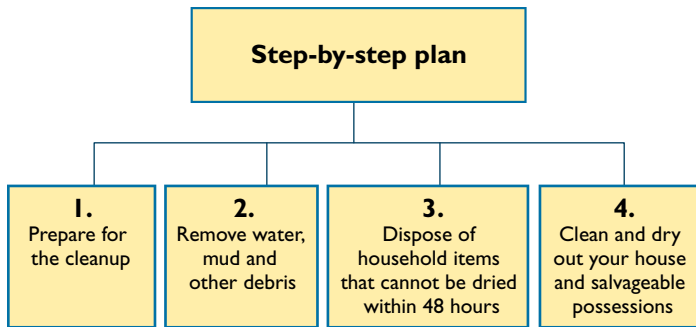 Step-by-step plan
1.
Prepare for
the cleanup
2.
Remove water,
mud and
other debris
3.
Dispose of
household items
that cannot be dried
within 48 hours
4.
Clean and dry
out your house
and salvageable
possessions